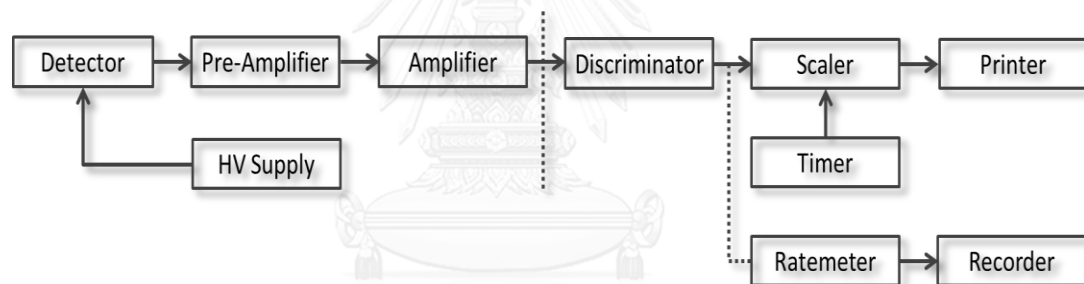 Detector
Pre-Amplifier
Amplifier
Discriminator
Scaler
Printer
HV Supply
Timer
Ratemeter
Recorder